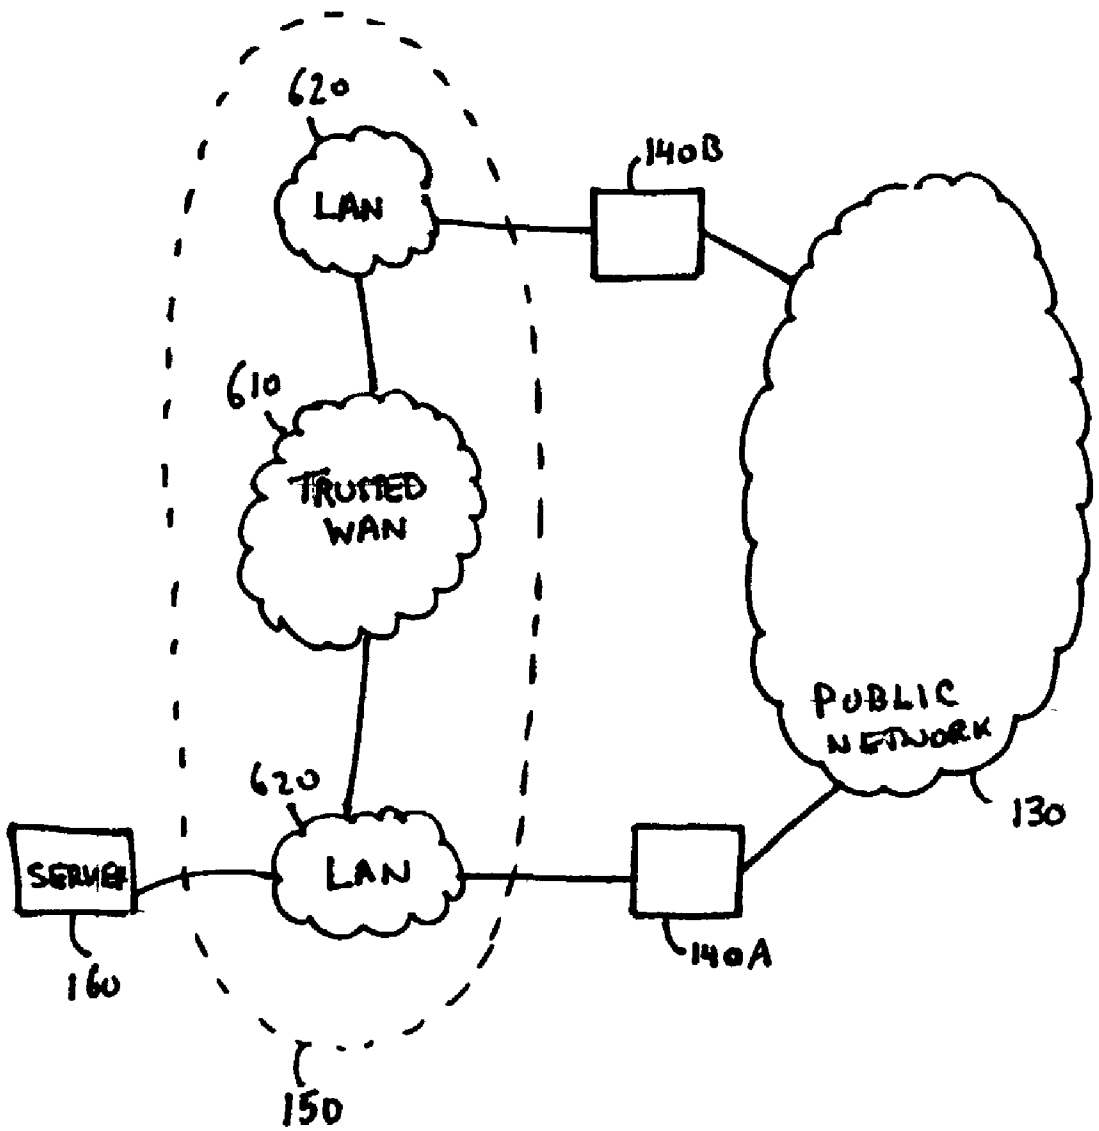 620
140B
LAN
610
TRUSTED
WAN
PUBLIC
NETWORK
620
130
SERVER
LAN
140A
160
150